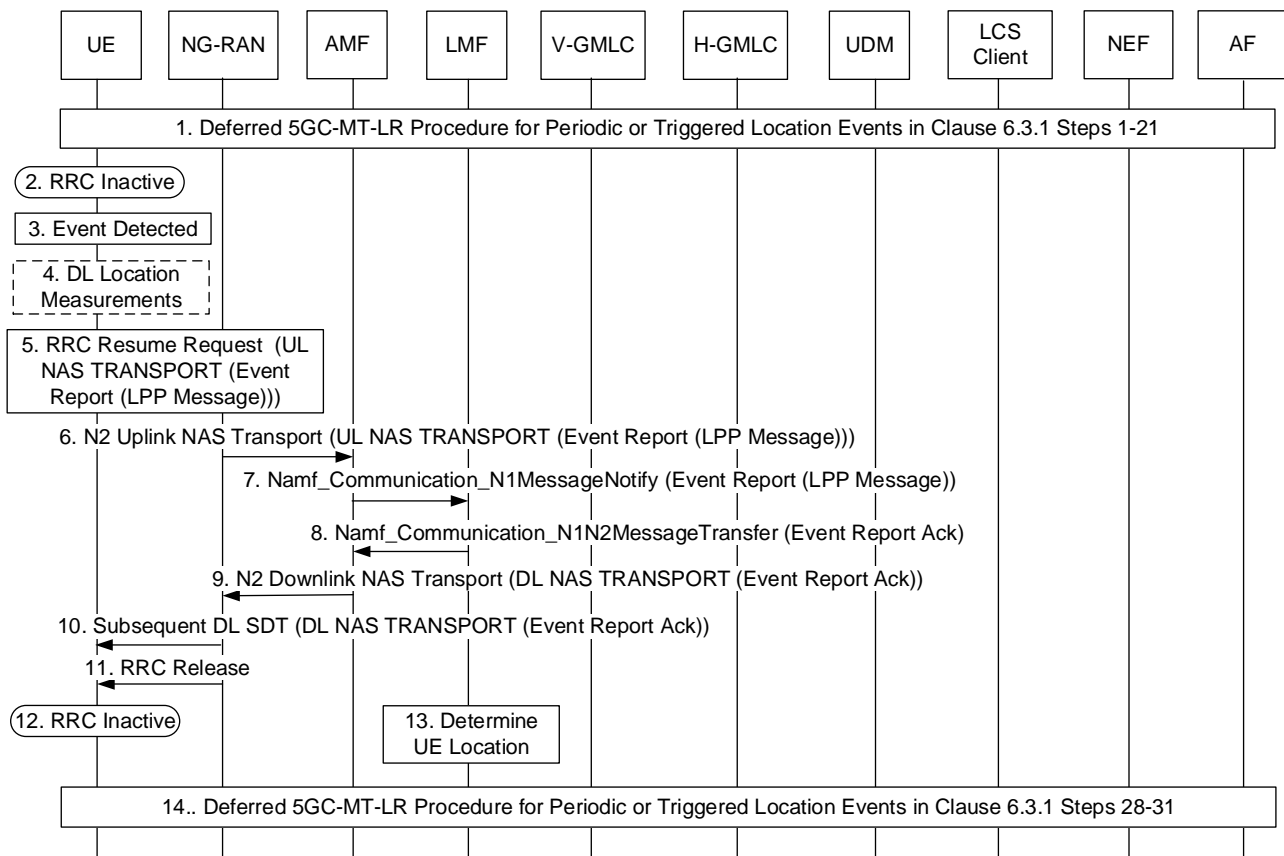 UE
NG-RAN
AMF
LMF
V-GMLC
H-GMLC
UDM
LCS
Client
NEF
AF
1. Deferred 5GC-MT-LR Procedure for Periodic or Triggered Location Events in Clause 6.3.1 Steps 1-21
2. RRC Inactive
3. Event Detected
4. DL Location
Measurements
5. RRC Resume Request (UL
NAS TRANSPORT (Event
Report (LPP Message)))
6. N2 Uplink NAS Transport (UL NAS TRANSPORT (Event Report (LPP Message)))
7. Namf_Communication_N1MessageNotify (Event Report (LPP Message))
8. Namf_Communication_N1N2MessageTransfer (Event Report Ack)
9. N2 Downlink NAS Transport (DL NAS TRANSPORT (Event Report Ack))
10. Subsequent DL SDT (DL NAS TRANSPORT (Event Report Ack))
11. RRC Release
12. RRC Inactive
13. Determine
UE Location
14.. Deferred 5GC-MT-LR Procedure for Periodic or Triggered Location Events in Clause 6.3.1 Steps 28-31